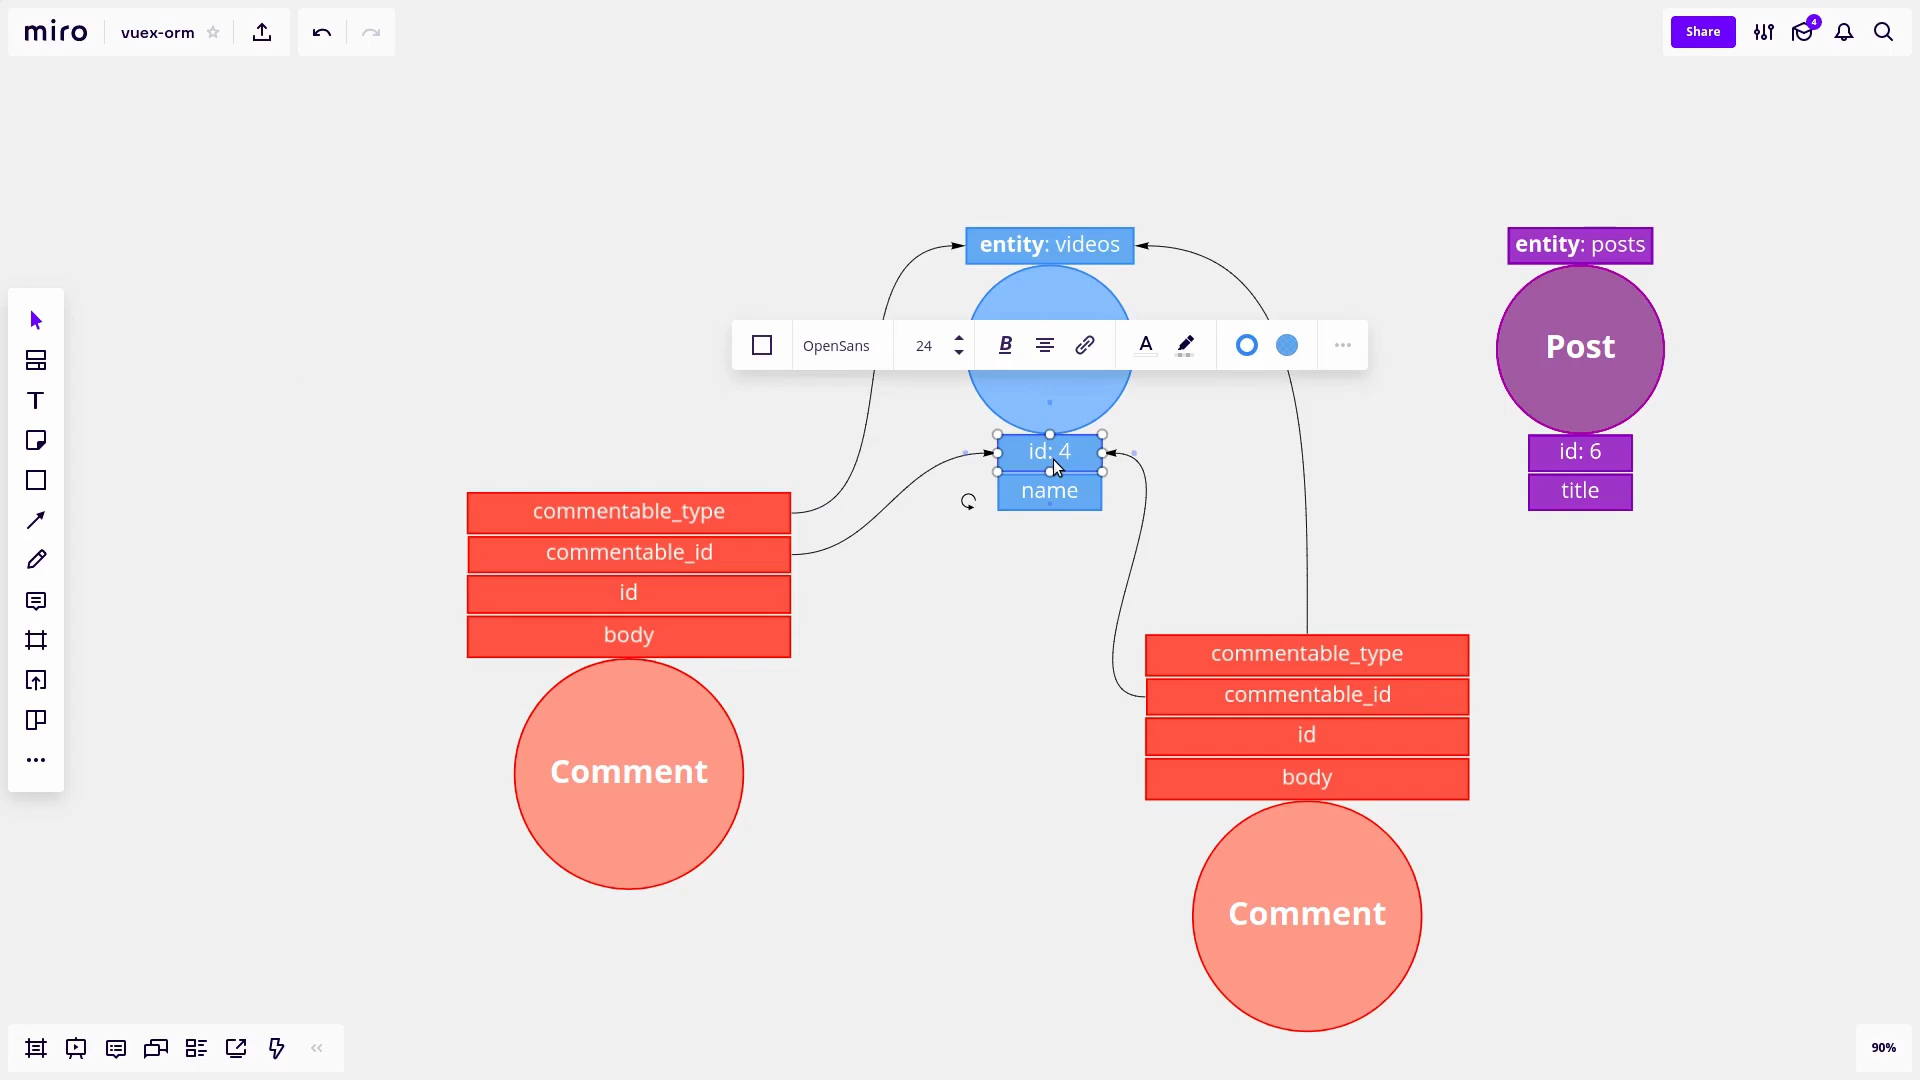 miro
vuex-orm
Share
4
entity: videos
entity: posts
OpenSans
24
B
A
Post
id: 4
name
id: 6
title
commentable_type
commentable_id
id
body
Comment
commentable_type
commentable_id
id
body
Comment
90%